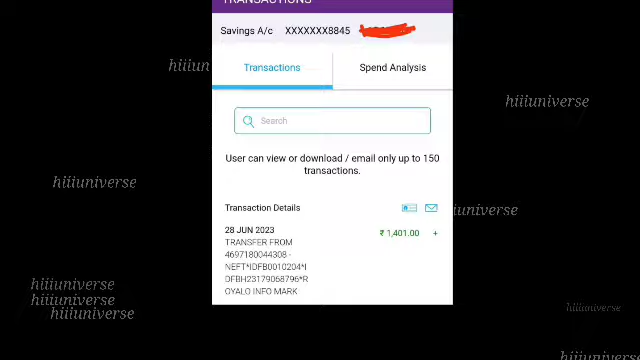 TRANSACTIONS
Savings A/c XXXXXXX8845
Transactions Spend Analysis
Search
User can view or download / email only up to 150
transactions.
Transaction Details
28 JUN 2023 ₹ 1,401.00 +
TRANSFER FROM
4697180044308 -
NEFT*IDFB0010204*I
DFBH23179068796*R
OYALO INFO MARK
hiiiuniverse
hiiiuniverse
hiiiuniverse
hiiiuniverse
hiiiuniverse
hiiiuniverse
hiiiuniverse